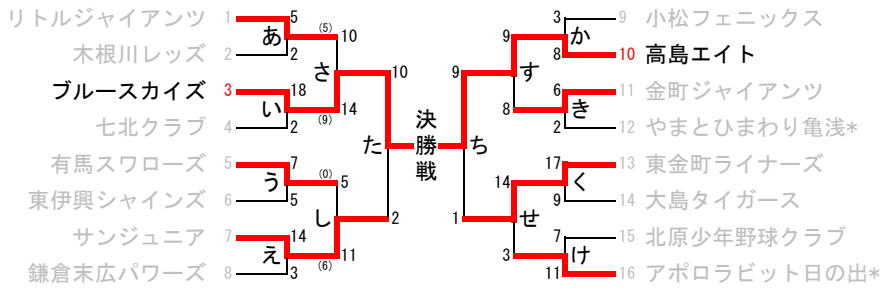 リトルジャイアンツ 1 5 (5) 10 3 9 小松フェニックス
あ か
木根川レッズ 2 2 9 8 10 高島エイト
さ 10 9 す
ブルースカイズ 3 18 14 6 11 金町ジャイアンツ
い (9) 8 き
七北クラブ 4 2 2 12 やまとひまわり亀浅*
た 決勝戦 ち
有馬スワローズ 5 7 (0) 5 17 13 東金町ライナーズ
う 14 く
東伊興シャインズ 6 5 9 14 大島タイガース
し 2 1 せ
サンジュニア 7 14 11 7 15 北原少年野球クラブ
え (6) 3 け
鎌倉末広パワーズ 8 3 11 16 アポロラビット日の出*